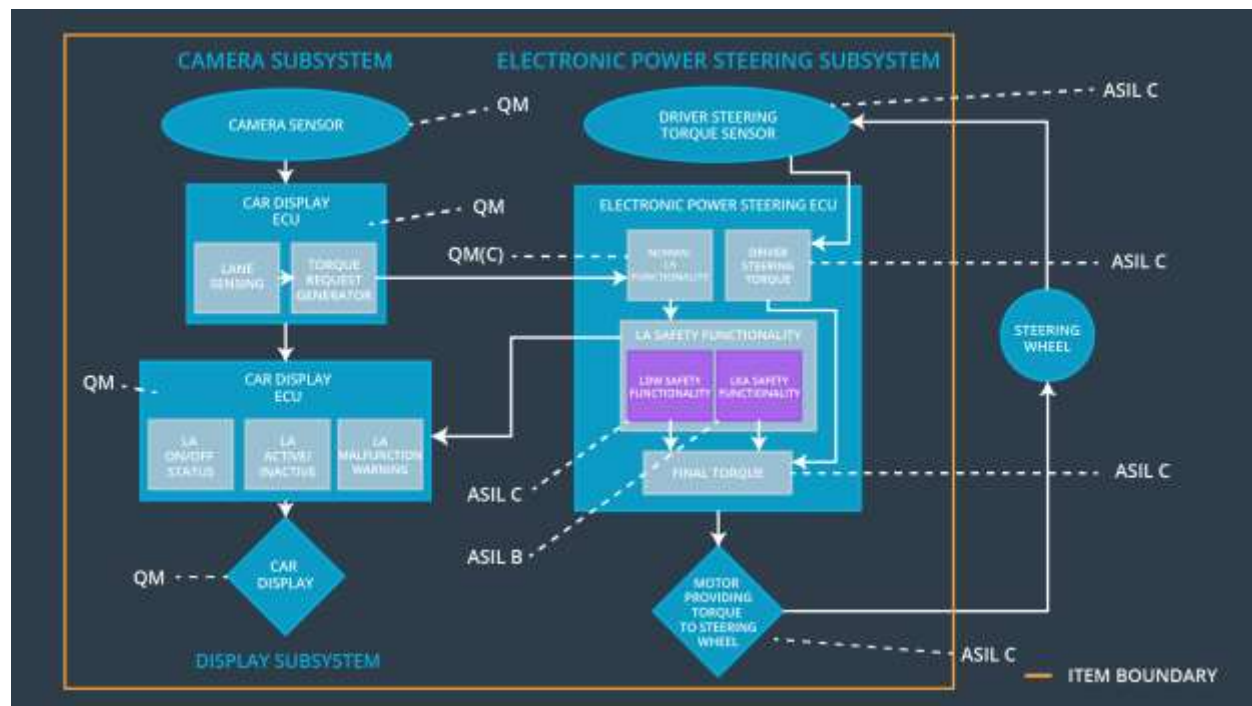 CAMERA SUBSYSTEM
ELECTRONIC POWER STEERING SUBSYSTEM
CAMERA SENSOR
QM
DRIVER STEERING
TORQUE SENSOR
ASIL C
CAR DISPLAY
ECU
QM
LANE
SENSING
TORQUE
REQUEST
GENERATOR
QM(C)
ELECTRONIC POWER STEERING ECU
NORMAL
LA
FUNCTIONALITY
DRIVER
STEERING
TORQUE
ASIL C
STEERING
WHEEL
LA SAFETY FUNCTIONALITY
LDW SAFETY
FUNCTIONALITY
LKA SAFETY
FUNCTIONALITY
QM
CAR DISPLAY
ECU
LA
ON/OFF
STATUS
LA
ACTIVE/
INACTIVE
LA
MALFUNCTION
WARNING
FINAL TORQUE
ASIL C
ASIL C
ASIL B
QM
CAR
DISPLAY
MOTOR
PROVIDING
TORQUE
TO STEERING
WHEEL
ASIL C
DISPLAY SUBSYSTEM
ITEM BOUNDARY